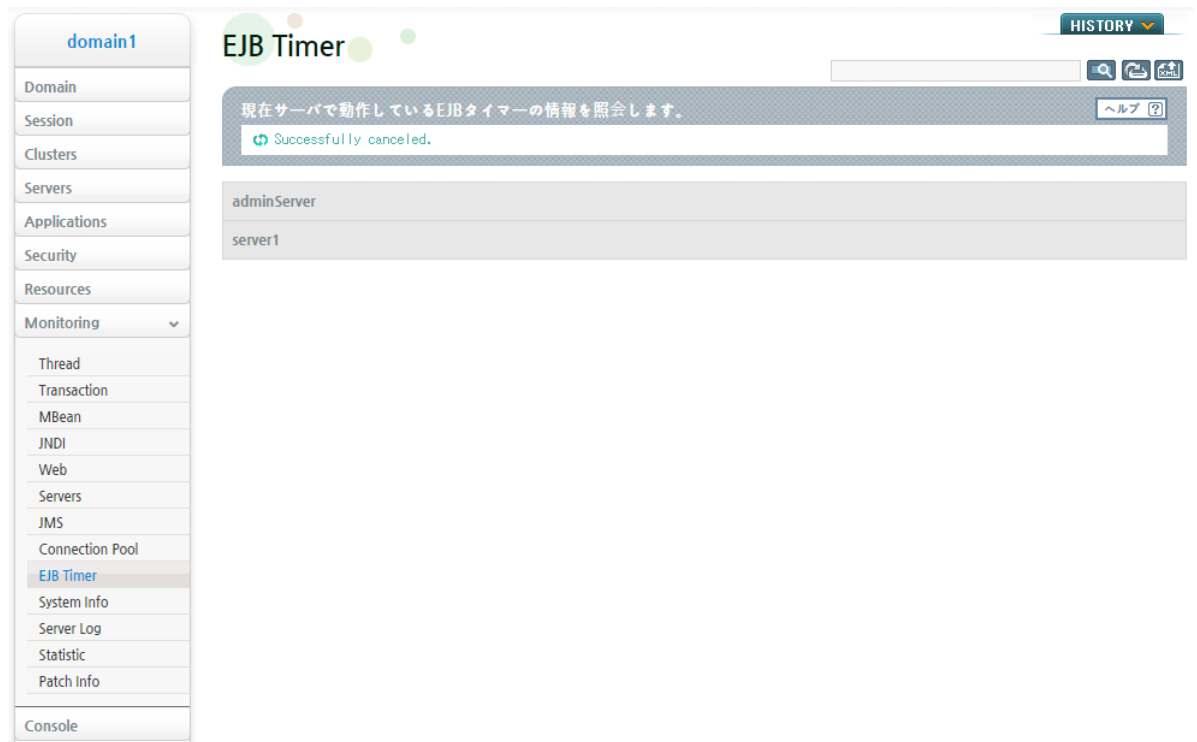 domain1
Domain
Session
Clusters
Servers
Applications
Security
Resources
Monitoring
Thread
Transaction
MBean
JNDI
Web
Servers
JMS
Connection Pool
EJB Timer
System Info
Server Log
Statistic
Patch Info
Console
EJB Timer
HISTORY
XML
現在サーバで動作しているEJBタイマーの情報を照会します。
ヘルプ ?
Successfully canceled.
adminServer
server1